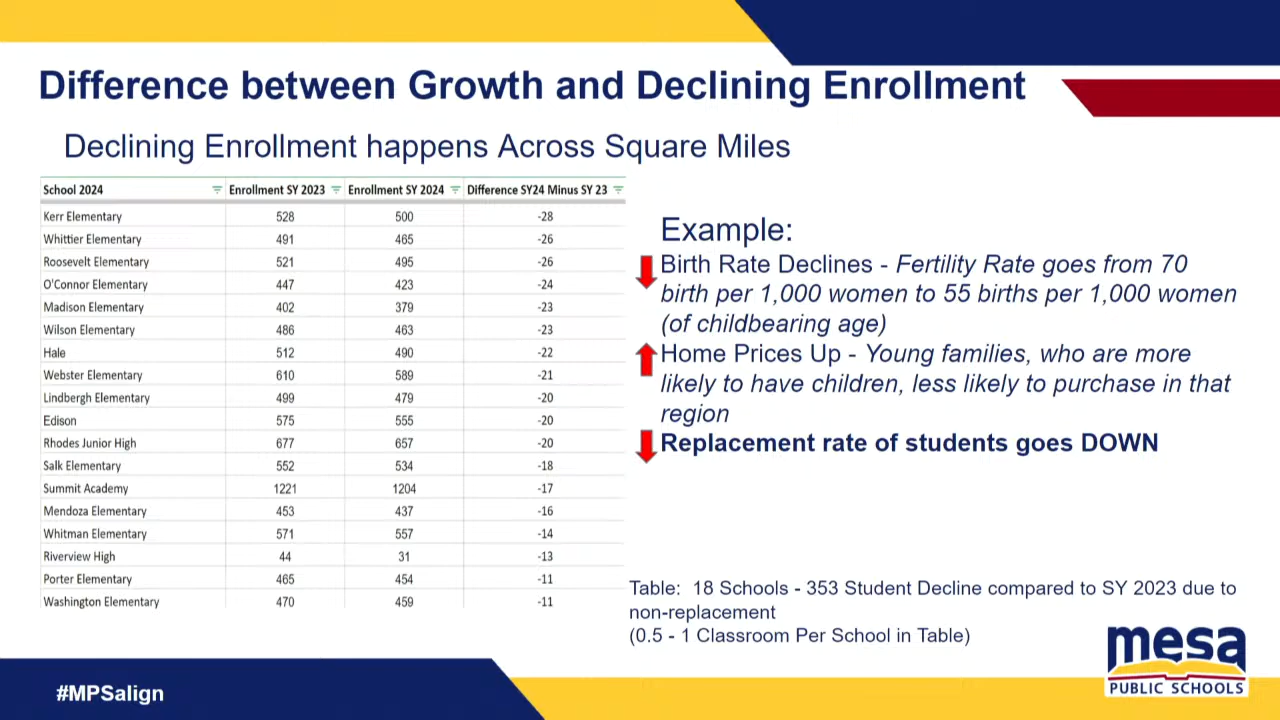 Difference between Growth and Declining Enrollment
Declining Enrollment happens Across Square Miles
School 2024 Enrollment SY 2023 Enrollment SY 2024 Difference SY24 Minus SY 23
Kerr Elementary 528 500 -28
Whittier Elementary 491 465 -26
Roosevelt Elementary 521 495 -26
O'Connor Elementary 447 423 -24
Madison Elementary 402 379 -23
Wilson Elementary 486 463 -23
Hale 512 490 -22
Webster Elementary 610 589 -21
Lindbergh Elementary 499 479 -20
Edison 575 555 -20
Rhodes Junior High 677 657 -20
Salk Elementary 552 534 -18
Summit Academy 1221 1204 -17
Mendoza Elementary 453 437 -16
Whitman Elementary 571 557 -14
Riverview High 44 31 -13
Porter Elementary 465 454 -11
Washington Elementary 470 459 -11
Example:
Birth Rate Declines - Fertility Rate goes from 70
birth per 1,000 women to 55 births per 1,000 women
(of childbearing age)
Home Prices Up - Young families, who are more
likely to have children, less likely to purchase in that
region
Replacement rate of students goes DOWN
Table: 18 Schools - 353 Student Decline compared to SY 2023 due to
non-replacement
(0.5 - 1 Classroom Per School in Table)
mesa
PUBLIC SCHOOLS
#MPSalign